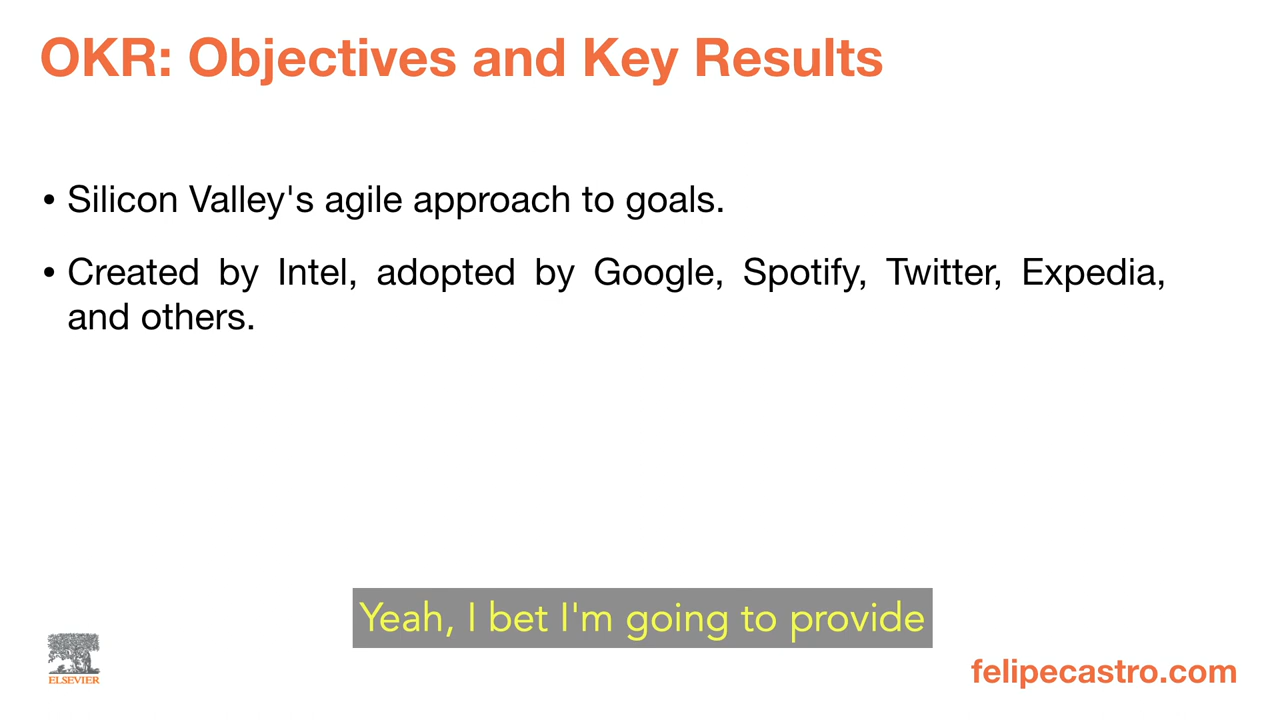 OKR: Objectives and Key Results
• Silicon Valley's agile approach to goals.
• Created by Intel, adopted by Google, Spotify, Twitter, Expedia,
and others.
Yeah, I bet I'm going to provide
ELSEVIER
felipecastro.com